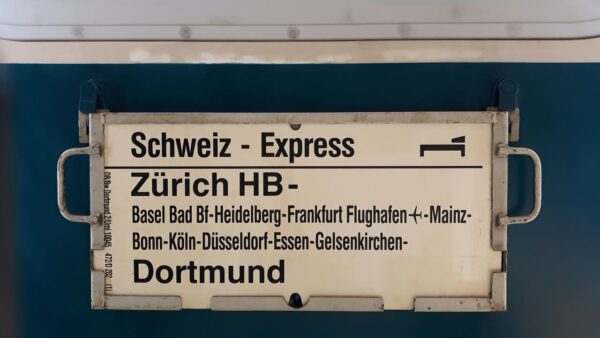 Schweiz - Express
Zürich HB-
Basel Bad Bf-Heidelberg-Frankfurt Flughafen✈-Mainz-
Bonn-Köln-Düsseldorf-Essen-Gelsenkirchen-
Dortmund